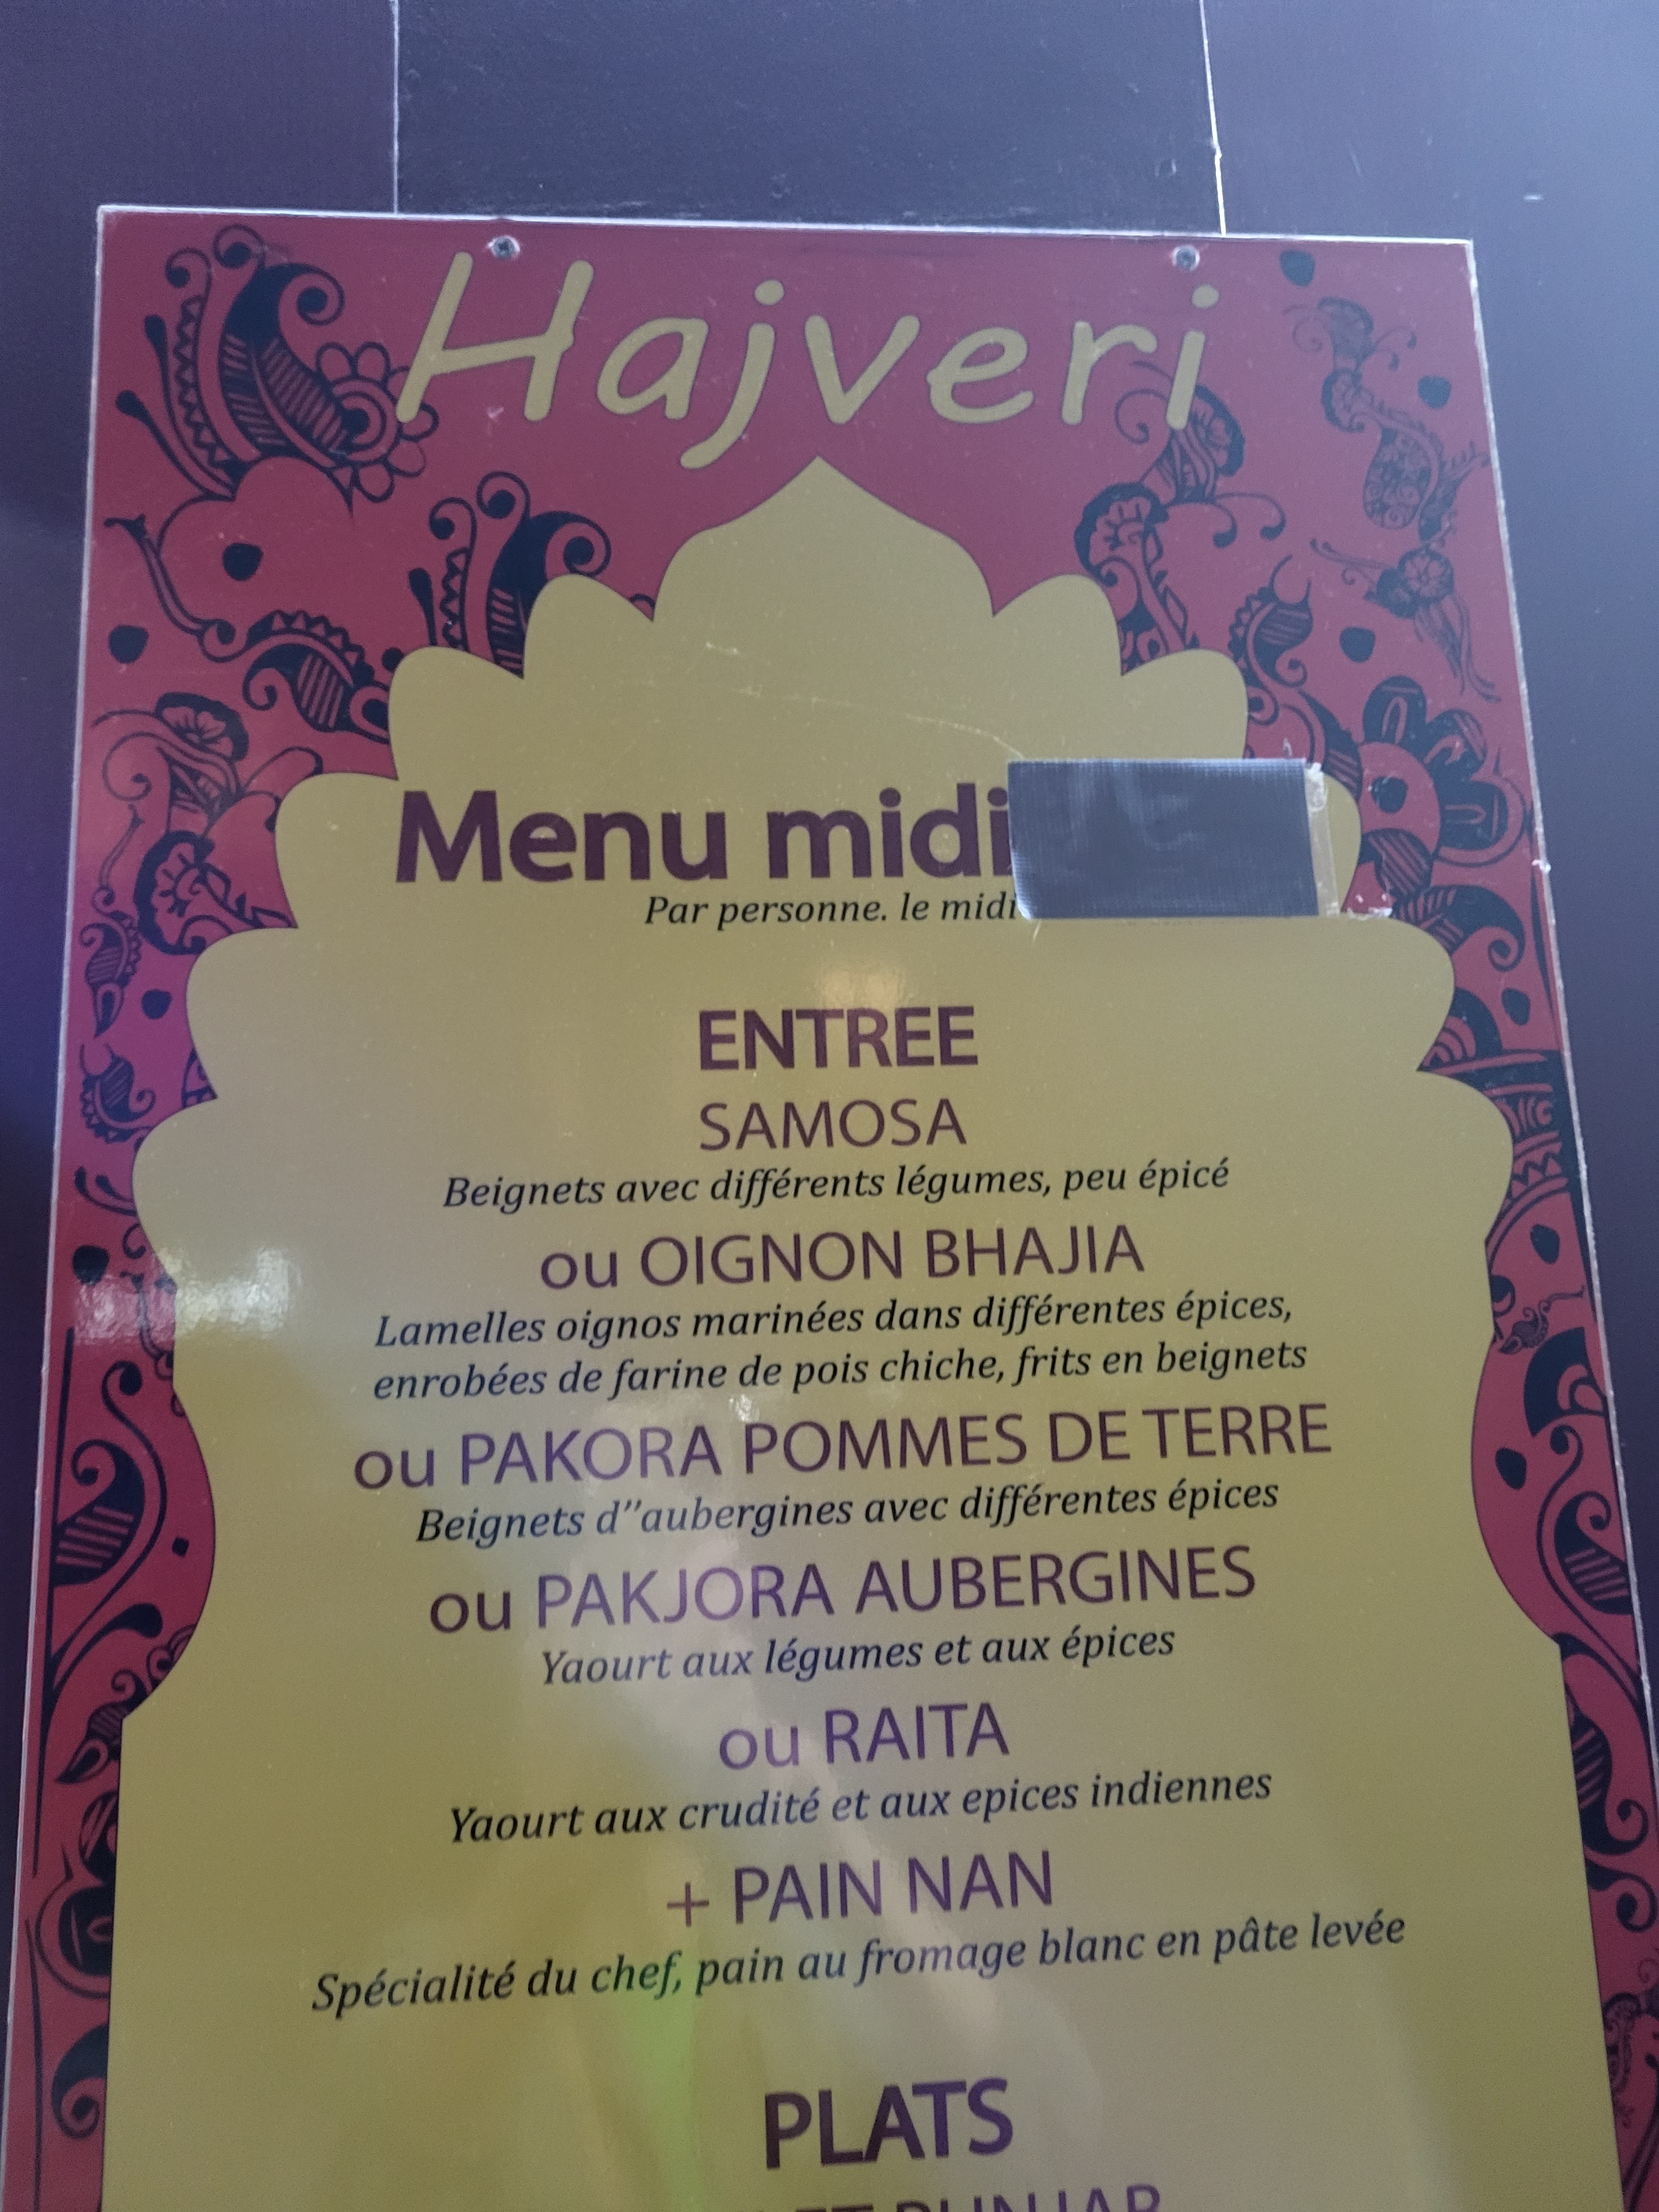 Hajveri
Menu midi
Par personne. le midi
ENTREE
SAMOSA
Beignets avec différents légumes, peu épicé
ou OIGNON BHAJIA
Lamelles oignos marinées dans différentes épices,
enrobées de farine de pois chiche, frits en beignets
ou PAKORA POMMES DE TERRE
Beignets d''aubergines avec différentes épices
ou PAKJORA AUBERGINES
Yaourt aux légumes et aux épices
ou RAITA
Yaourt aux crudité et aux epices indiennes
+ PAIN NAN
Spécialité du chef, pain au fromage blanc en pâte levée
PLATS